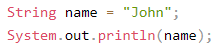 String name = "John";
System.out.println(name);